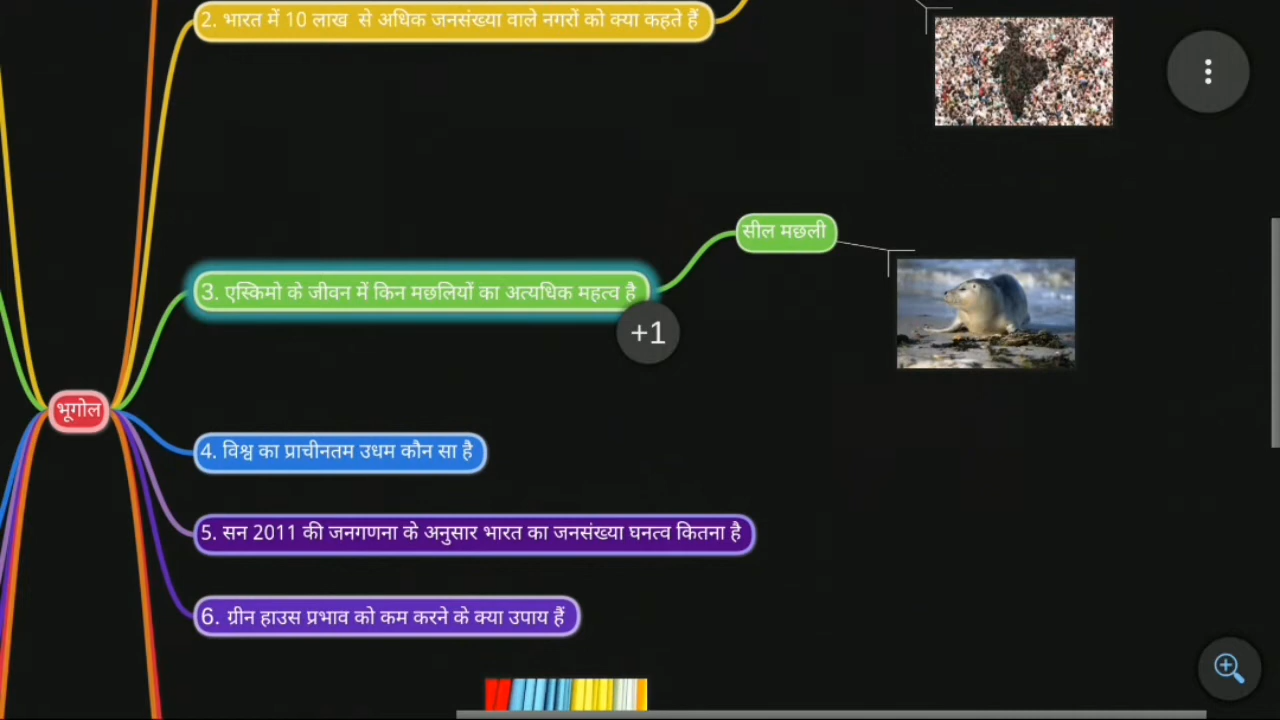 2. भारत में 10 लाख से अधिक जनसंख्या वाले नगरों को क्या कहते हैं
सील मछली
3. एस्किमो के जीवन में किन मछलियों का अत्यधिक महत्व है
+1
भूगोल
4. विश्व का प्राचीनतम उधम कौन सा है
5. सन 2011 की जनगणना के अनुसार भारत का जनसंख्या घनत्व कितना है
6. ग्रीन हाउस प्रभाव को कम करने के क्या उपाय हैं